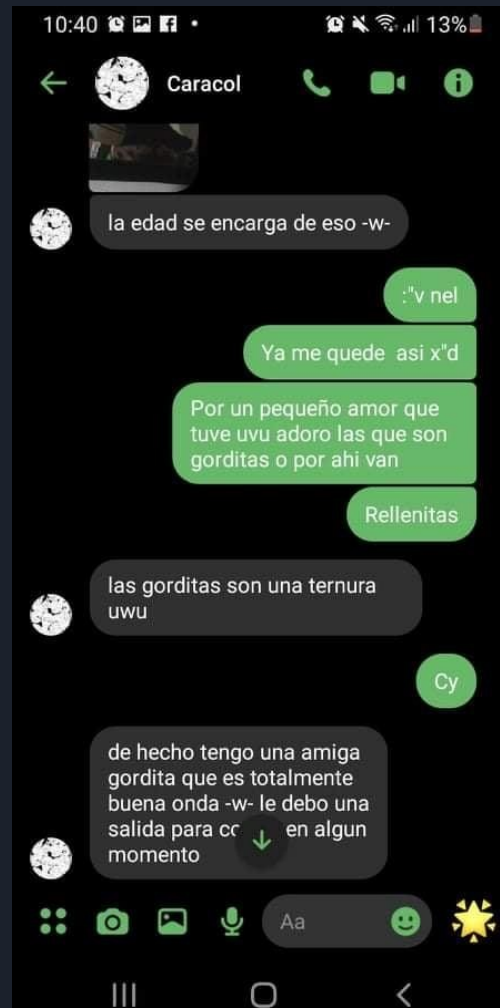 10:40
13%
Caracol
la edad se encarga de eso -w-
:"v nel
Ya me quede asi x"d
Por un pequeño amor que
tuve uvu adoro las que son
gorditas o por ahi van
Rellenitas
las gorditas son una ternura
uwu
Cy
de hecho tengo una amiga
gordita que es totalmente
buena onda -w- le debo una
salida para en algun
momento
Aa